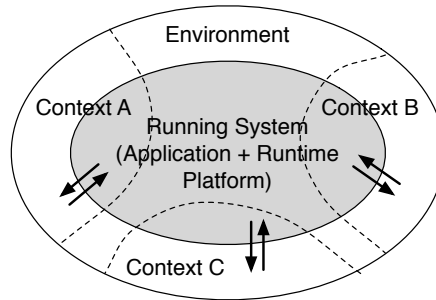 Environment
Context A
Context B
Running System
(Application + Runtime
Platform)
Context C